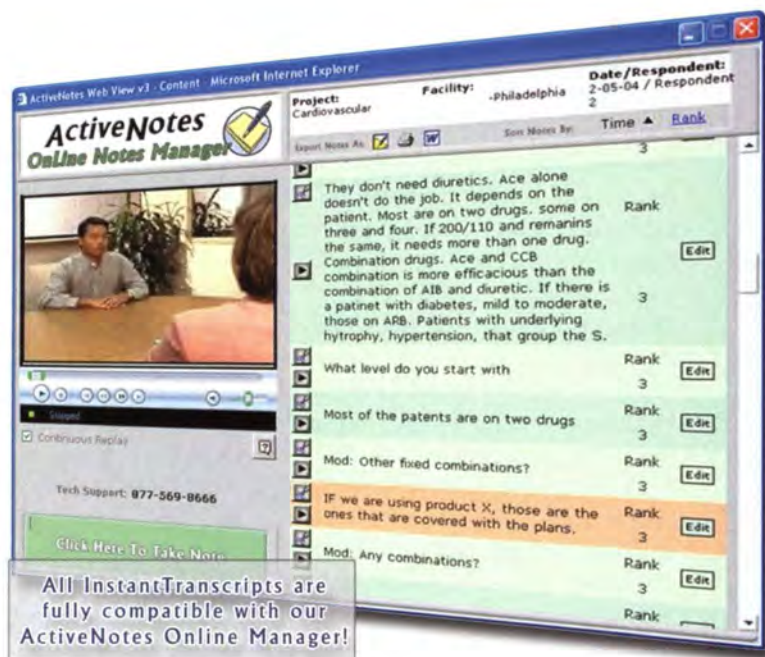 ActiveNotes Web View v3 - Content - Microsoft Internet Explorer
ActiveNotes
OnLine Notes Manager
Project:
Cardiovascular
Facility:
-Philadelphia
Date/Respondent:
2-05-04 / Respondent
2
Export Notes As:
Sort Notes By:
Time ▲ Rank
3
They don't need diuretics. Ace alone
doesn't do the job. It depends on the
patient. Most are on two drugs. some on
three and four. If 200/110 and remanins
the same, it needs more than one drug.
Combination drugs. Ace and CCB
combination is more efficacious than the
combination of AIB and diuretic. If there is
a patinet with diabetes, mild to moderate,
those on ARB. Patients with underlying
hytrophy, hypertension, that group the S.
Rank
3
Edit
What level do you start with
Rank
3
Edit
Most of the patents are on two drugs
Rank
3
Edit
Mod: Other fixed combinations?
Rank
3
Edit
IF we are using product X, those are the
ones that are covered with the plans.
Rank
3
Edit
Mod: Any combinations?
Rank
3
Edit
Rank
Stopped
Continuous Replay
Tech Support: 877-569-8666
Click Here To Take Note
All InstantTranscripts are
fully compatible with our
ActiveNotes Online Manager!